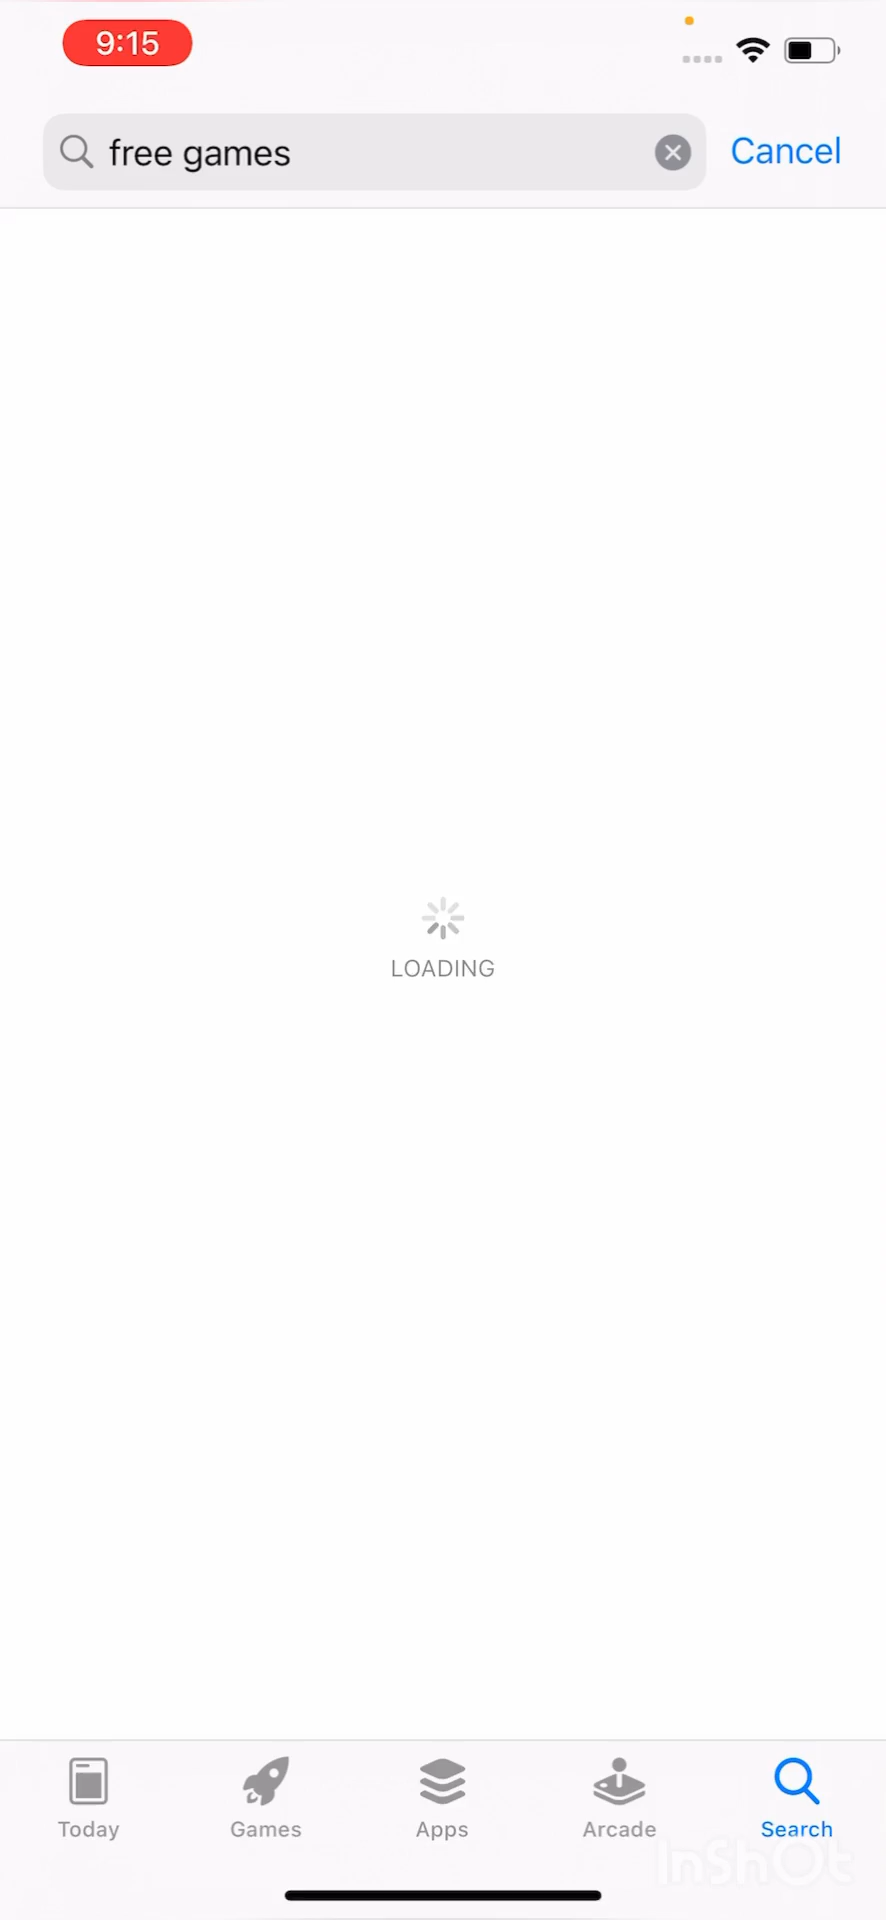 9:15
free games
Cancel
LOADING
Today
Games
Apps
Arcade
Search
InShOt